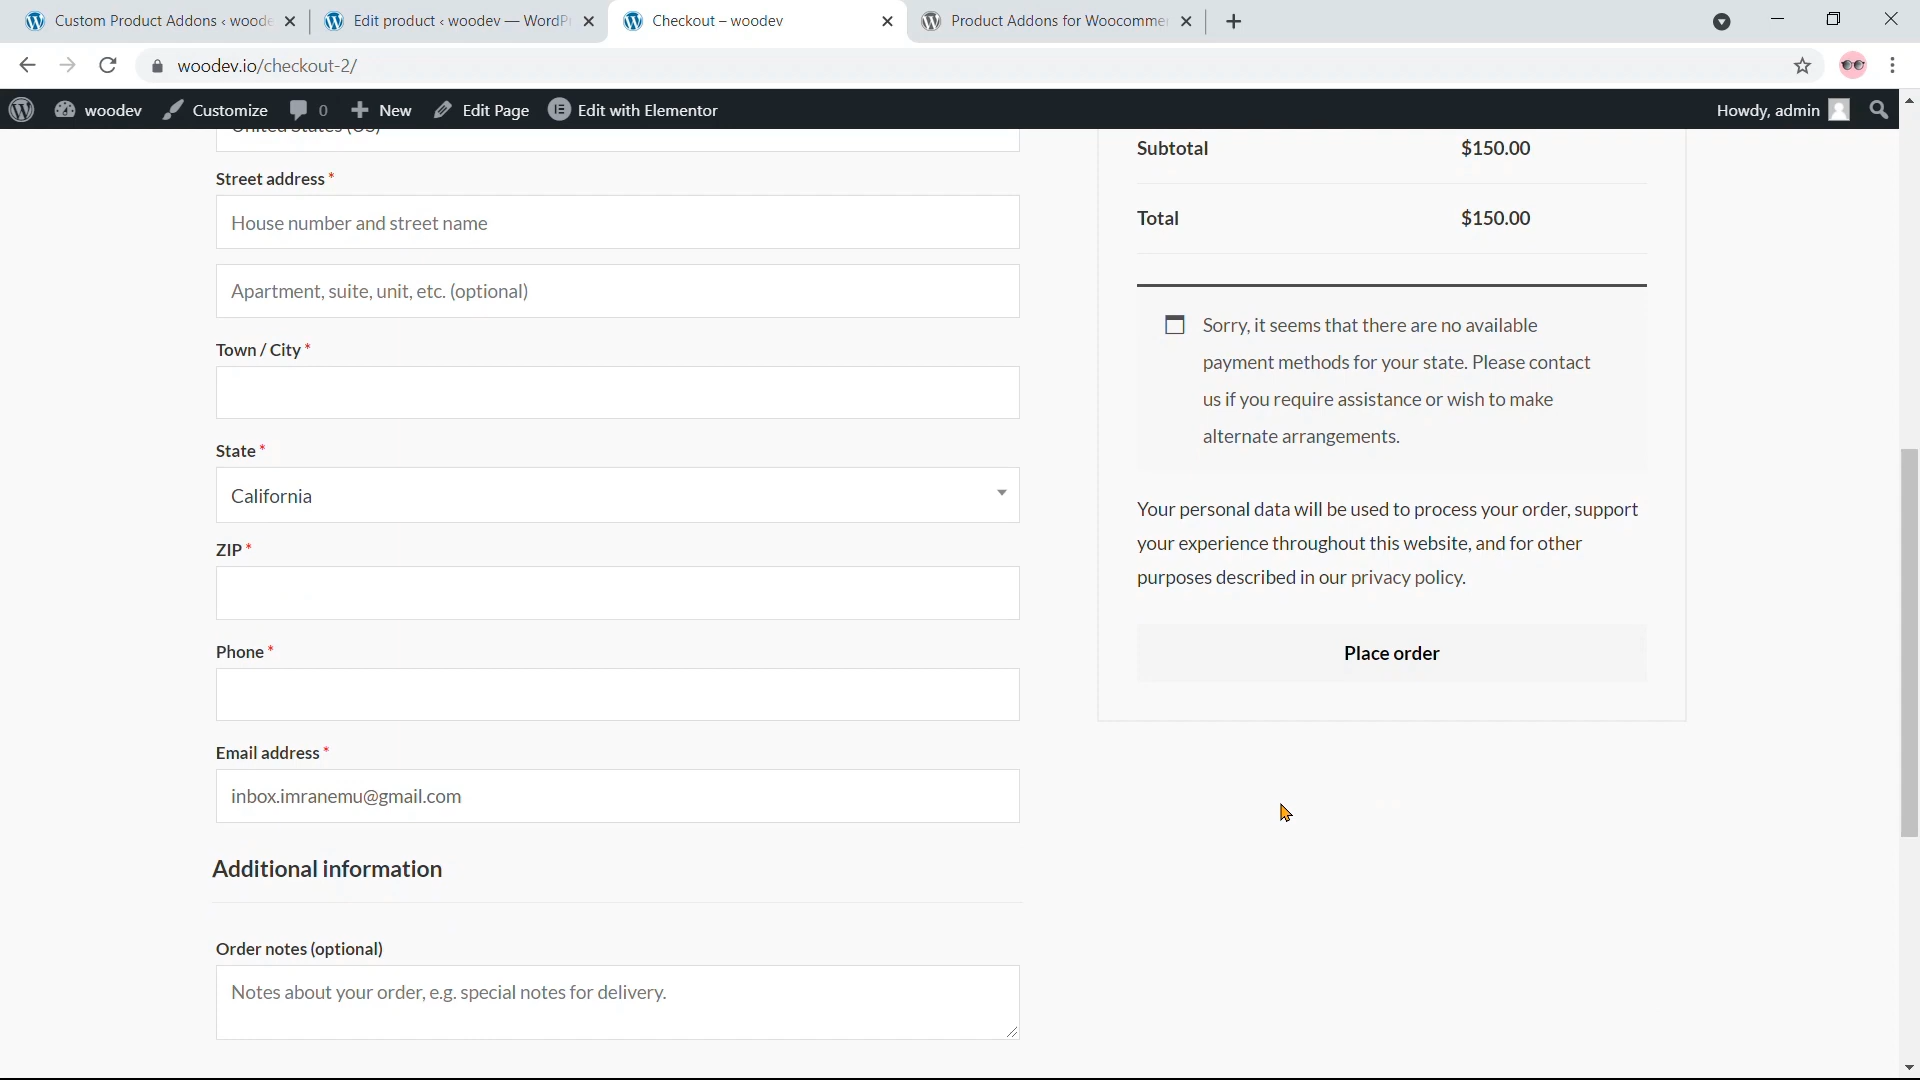 Custom Product Addons ‹ woode
Edit product ‹ woodev — WordPr
Checkout – woodev
Product Addons for Woocommer
woodev.io/checkout-2/
woodev
Customize
0
New
Edit Page
Edit with Elementor
Howdy, admin
United States (US)
Street address *
House number and street name
Apartment, suite, unit, etc. (optional)
Town / City *
State *
California
ZIP *
Phone *
Email address *
inbox.imranemu@gmail.com
Additional information
Order notes (optional)
Notes about your order, e.g. special notes for delivery.
Subtotal $150.00
Total $150.00
Sorry, it seems that there are no available
payment methods for your state. Please contact
us if you require assistance or wish to make
alternate arrangements.
Your personal data will be used to process your order, support
your experience throughout this website, and for other
purposes described in our privacy policy.
Place order